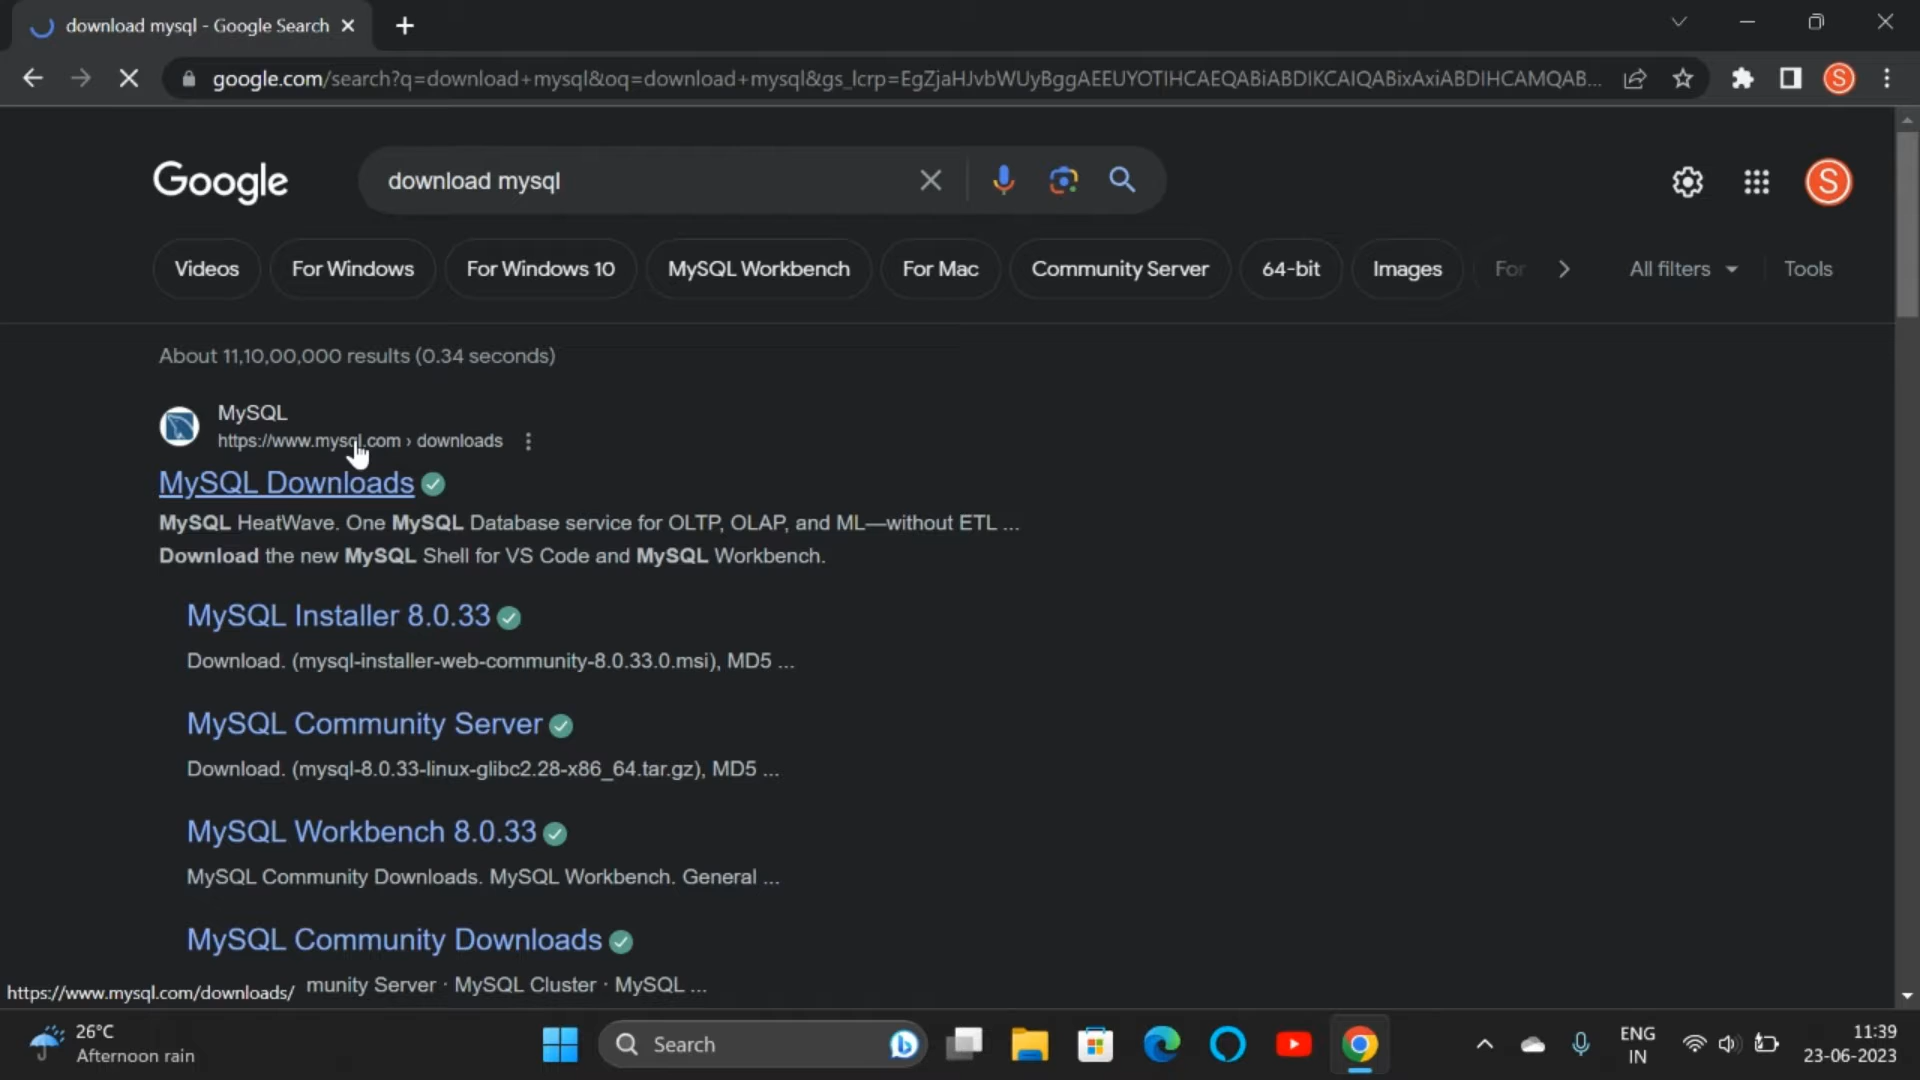 download mysql - Google Search
google.com/search?q=download+mysql&oq=download+mysql&gs_lcrp=EgZjaHJvbWUyBggAEEUYOTIHCAEQABiABDIKCAIQABixAxiABDIHCAMQAB...
S
Google
download mysql
S
Videos
For Windows
For Windows 10
MySQL Workbench
For Mac
Community Server
64-bit
Images
For
All filters
Tools
About 11,10,00,000 results (0.34 seconds)
MySQL
https://www.mysql.com › downloads
MySQL Downloads
MySQL HeatWave. One MySQL Database service for OLTP, OLAP, and ML—without ETL ...
Download the new MySQL Shell for VS Code and MySQL Workbench.
MySQL Installer 8.0.33
Download. (mysql-installer-web-community-8.0.33.0.msi), MD5 ...
MySQL Community Server
Download. (mysql-8.0.33-linux-glibc2.28-x86_64.tar.gz), MD5 ...
MySQL Workbench 8.0.33
MySQL Community Downloads. MySQL Workbench. General ...
MySQL Community Downloads
munity Server · MySQL Cluster · MySQL ...
https://www.mysql.com/downloads/
26°C
Afternoon rain
Search
ENG
IN
11:39
23-06-2023